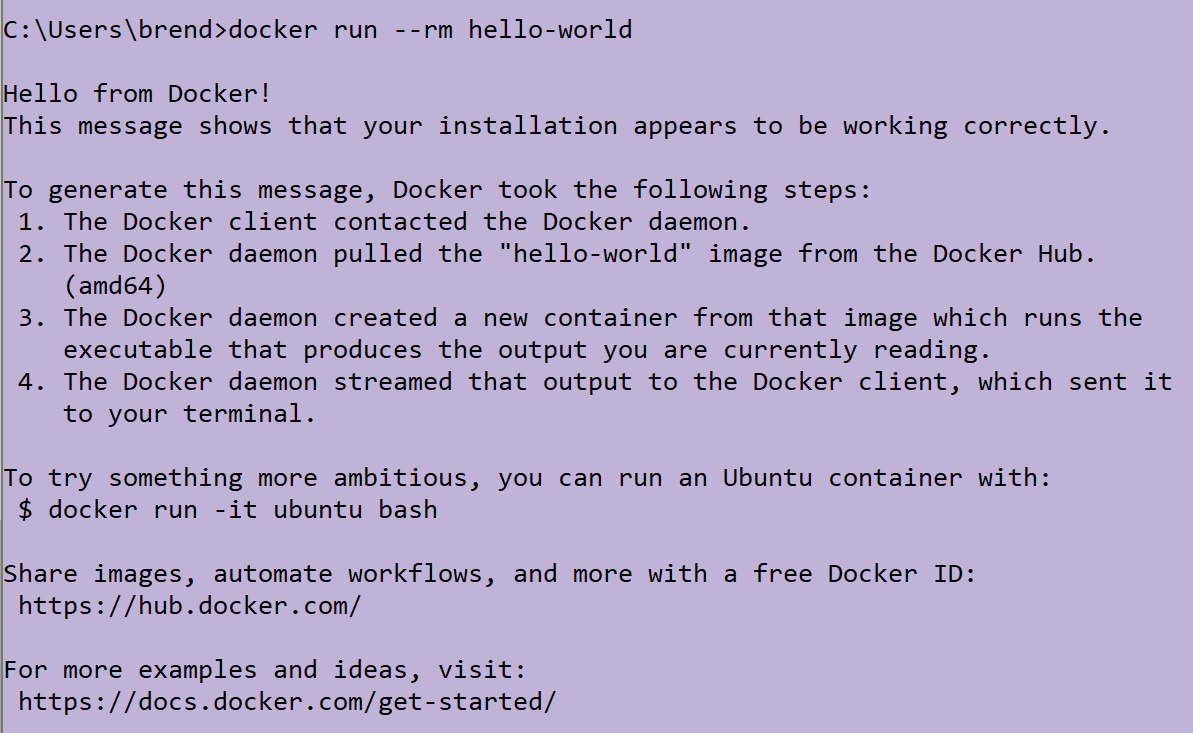 C:\Users\brend>docker run --rm hello-world
Hello from Docker!
This message shows that your installation appears to be working correctly.
To generate this message, Docker took the following steps:
1. The Docker client contacted the Docker daemon.
2. The Docker daemon pulled the "hello-world" image from the Docker Hub.
(amd64)
3. The Docker daemon created a new container from that image which runs the
executable that produces the output you are currently reading.
4. The Docker daemon streamed that output to the Docker client, which sent it
to your terminal.
To try something more ambitious, you can run an Ubuntu container with:
$ docker run -it ubuntu bash
Share images, automate workflows, and more with a free Docker ID:
https://hub.docker.com/
For more examples and ideas, visit:
https://docs.docker.com/get-started/